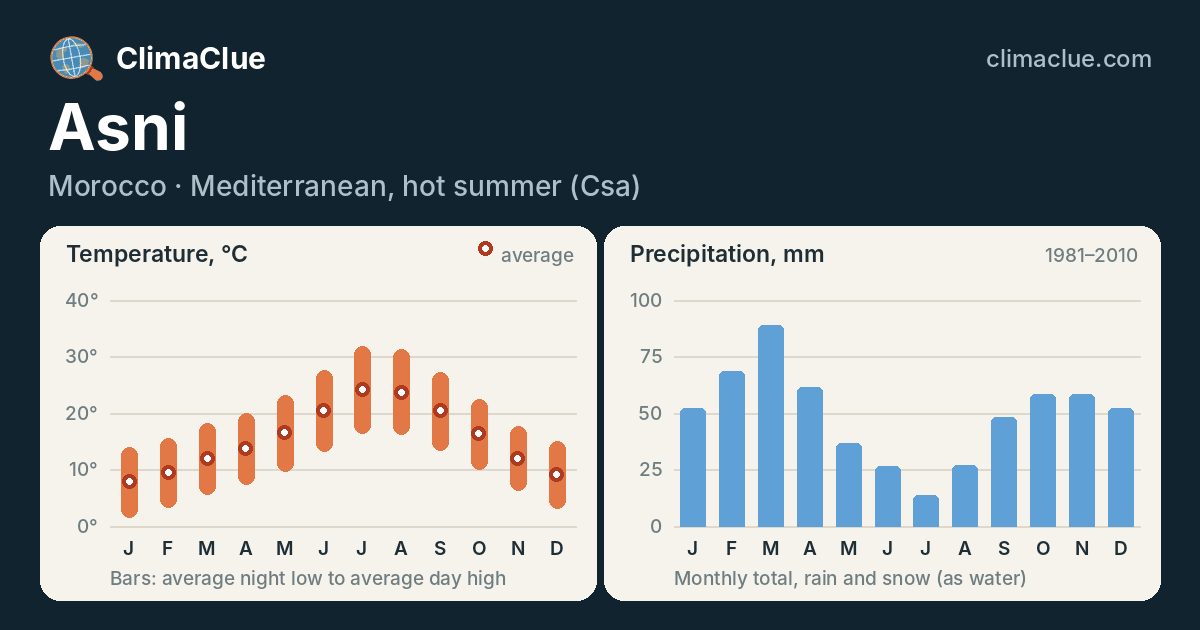 ClimaClue
climaclue.com
Asni
Morocco · Mediterranean, hot summer (Csa)
Temperature, °C
average
40°
30°
20°
10°
0°
J F M A M J J A S O N D
Bars: average night low to average day high
Precipitation, mm
1981–2010
100
75
50
25
0
J F M A M J J A S O N D
Monthly total, rain and snow (as water)